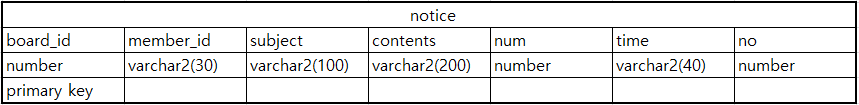 notice
board_id member_id subject contents num time no
number varchar2(30) varchar2(100) varchar2(200) number varchar2(40) number
primary key